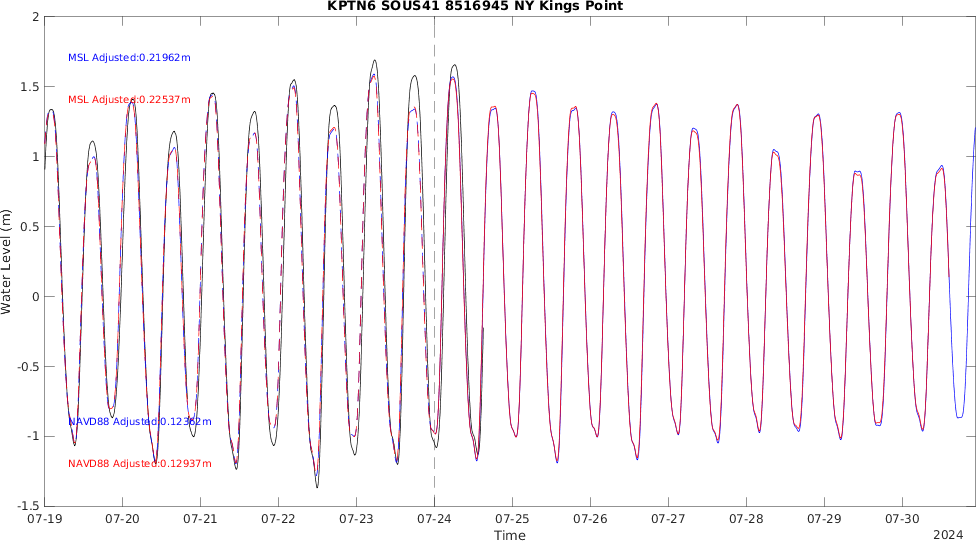 KPTN6 SOUS41 8516945 NY Kings Point
2
MSL Adjusted:0.21962m
1.5
MSL Adjusted:0.22537m
1
0.5
Water Level (m)
0
-0.5
NAVD88 Adjusted:0.12362m
-1
NAVD88 Adjusted:0.12937m
-1.5
07-19 07-20 07-21 07-22 07-23 07-24 07-25 07-26 07-27 07-28 07-29 07-30
Time
2024